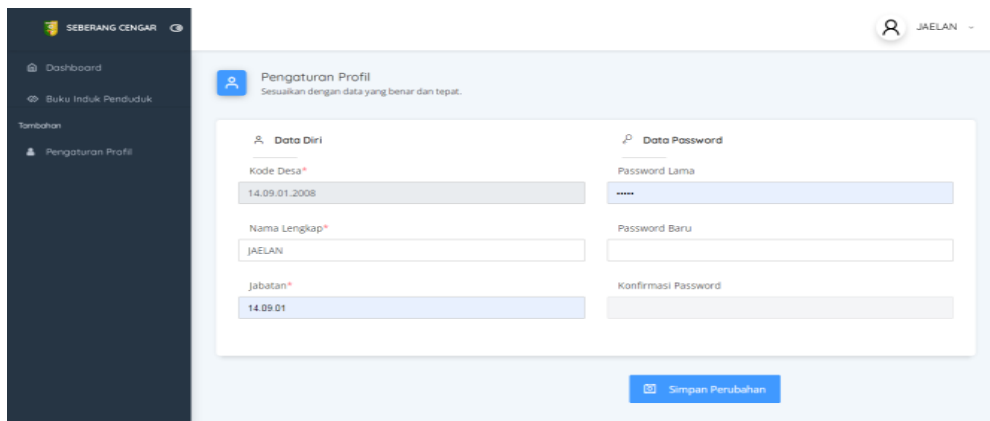 SEBERANG CENGAR
JAELAN
Dashboard
Buku Induk Penduduk
Tambahan
Pengaturan Profil
Pengaturan Profil
Sesuaikan dengan data yang benar dan tepat.
Data Diri
Kode Desa*
14.09.01.2008
Nama Lengkap*
JAELAN
Jabatan*
14.09.01
Data Password
Password Lama
•••••
Password Baru
Konfirmasi Password
Simpan Perubahan